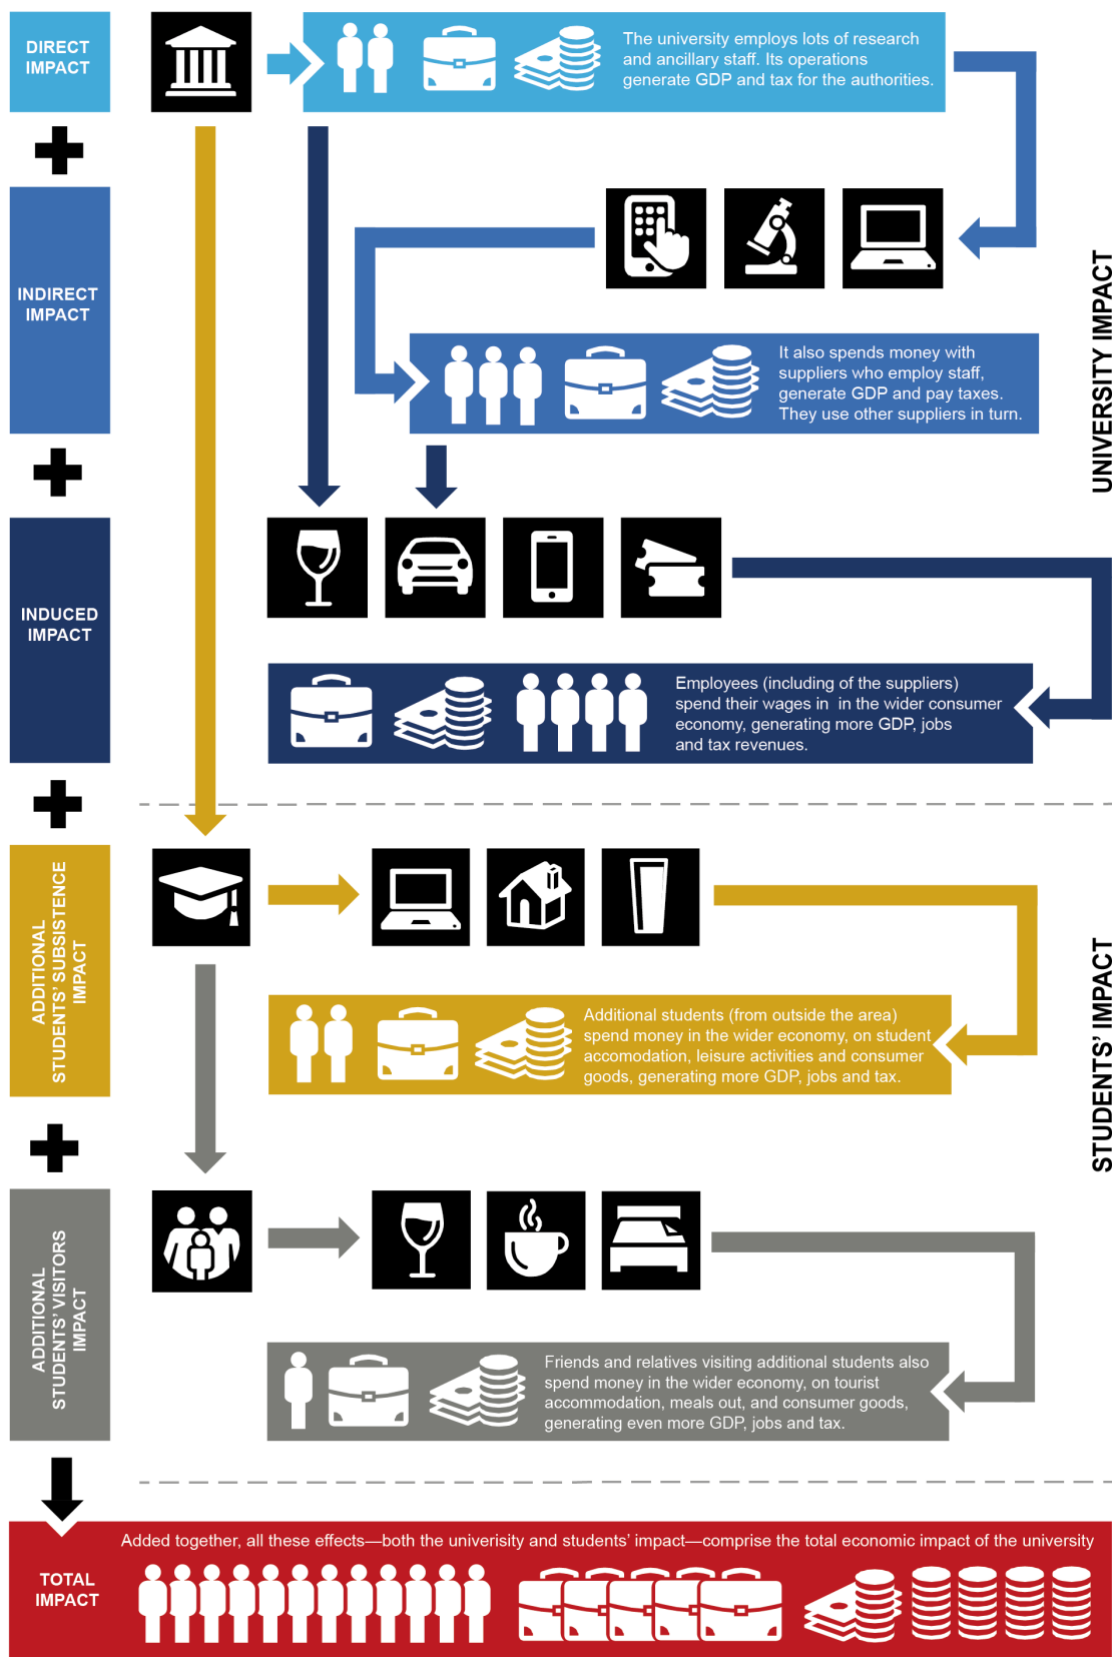 DIRECT
IMPACT
The university employs lots of research
and ancillary staff. Its operations
generate GDP and tax for the authorities.
INDIRECT
IMPACT
It also spends money with
suppliers who employ staff,
generate GDP and pay taxes.
They use other suppliers in turn.
UNIVERSITY IMPACT
INDUCED
IMPACT
Employees (including of the suppliers)
spend their wages in in the wider consumer
economy, generating more GDP, jobs
and tax revenues.
ADDITIONAL
STUDENTS' SUBSISTENCE
IMPACT
Additional students (from outside the area)
spend money in the wider economy, on student
accomodation, leisure activities and consumer
goods, generating more GDP, jobs and tax.
STUDENTS' IMPACT
ADDITIONAL
STUDENTS' VISITORS
IMPACT
Friends and relatives visiting additional students also
spend money in the wider economy, on tourist
accommodation, meals out, and consumer goods,
generating even more GDP, jobs and tax.
Added together, all these effects—both the univerisity and students' impact—comprise the total economic impact of the university
TOTAL
IMPACT